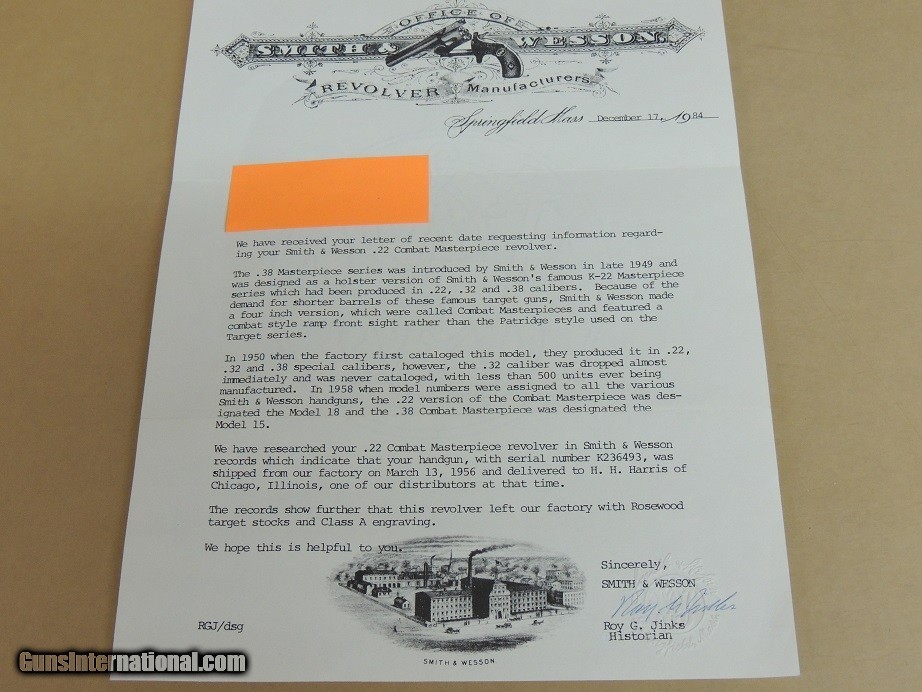 OFFICE OF
SMITH & WESSON.
REVOLVER Manufacturers
Springfield Mass December 17, 1984
We have received your letter of recent date requesting information regard-
ing your Smith & Wesson .22 Combat Masterpiece revolver.
The .38 Masterpiece series was introduced by Smith & Wesson in late 1949 and
was designed as a holster version of Smith & Wesson's famous K-22 Masterpiece
series which had been produced in .22, .32 and .38 calibers. Because of the
demand for shorter barrels of these famous target guns, Smith & Wesson made
a four inch version, which were called Combat Masterpieces and featured a
combat style ramp front sight rather than the Patridge style used on the
Target series.
In 1950 when the factory first cataloged this model, they produced it in .22,
.32 and .38 special calibers, however, the .32 caliber was dropped almost
immediately and was never cataloged, with less than 500 units ever being
manufactured. In 1958 when model numbers were assigned to all the various
Smith & Wesson handguns, the .22 version of the Combat Masterpiece was des-
ignated the Model 18 and the .38 Combat Masterpiece was designated the
Model 15.
We have researched your .22 Combat Masterpiece revolver in Smith & Wesson
records which indicate that your handgun, with serial number K236493, was
shipped from our factory on March 13, 1956 and delivered to H. H. Harris of
Chicago, Illinois, one of our distributors at that time.
The records show further that this revolver left our factory with Rosewood
target stocks and Class A engraving.
We hope this is helpful to you.
Sincerely,
SMITH & WESSON
Roy G. Jinks
RGJ/dsg
Roy G. Jinks
Historian
SMITH & WESSON
GunsInternational.com